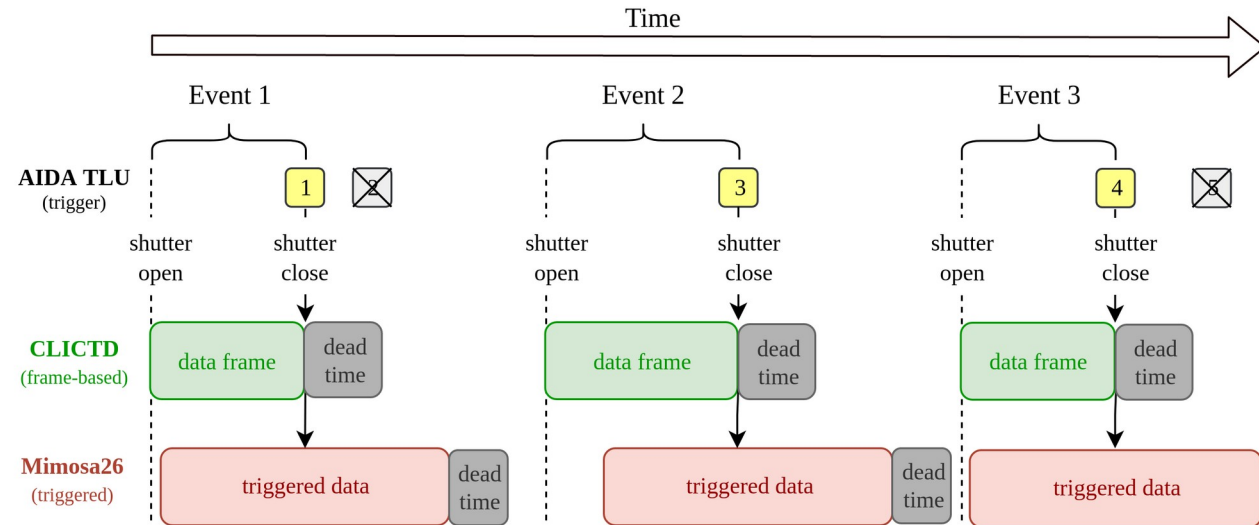 Time
Event 1
Event 2
Event 3
AIDA TLU
(trigger)
1
2
3
4
5
shutter
open
shutter
close
shutter
open
shutter
close
shutter
open
shutter
close
CLICTD
(frame-based)
data frame
dead
time
data frame
dead
time
data frame
dead
time
Mimosa26
(triggered)
triggered data
dead
time
triggered data
dead
time
triggered data